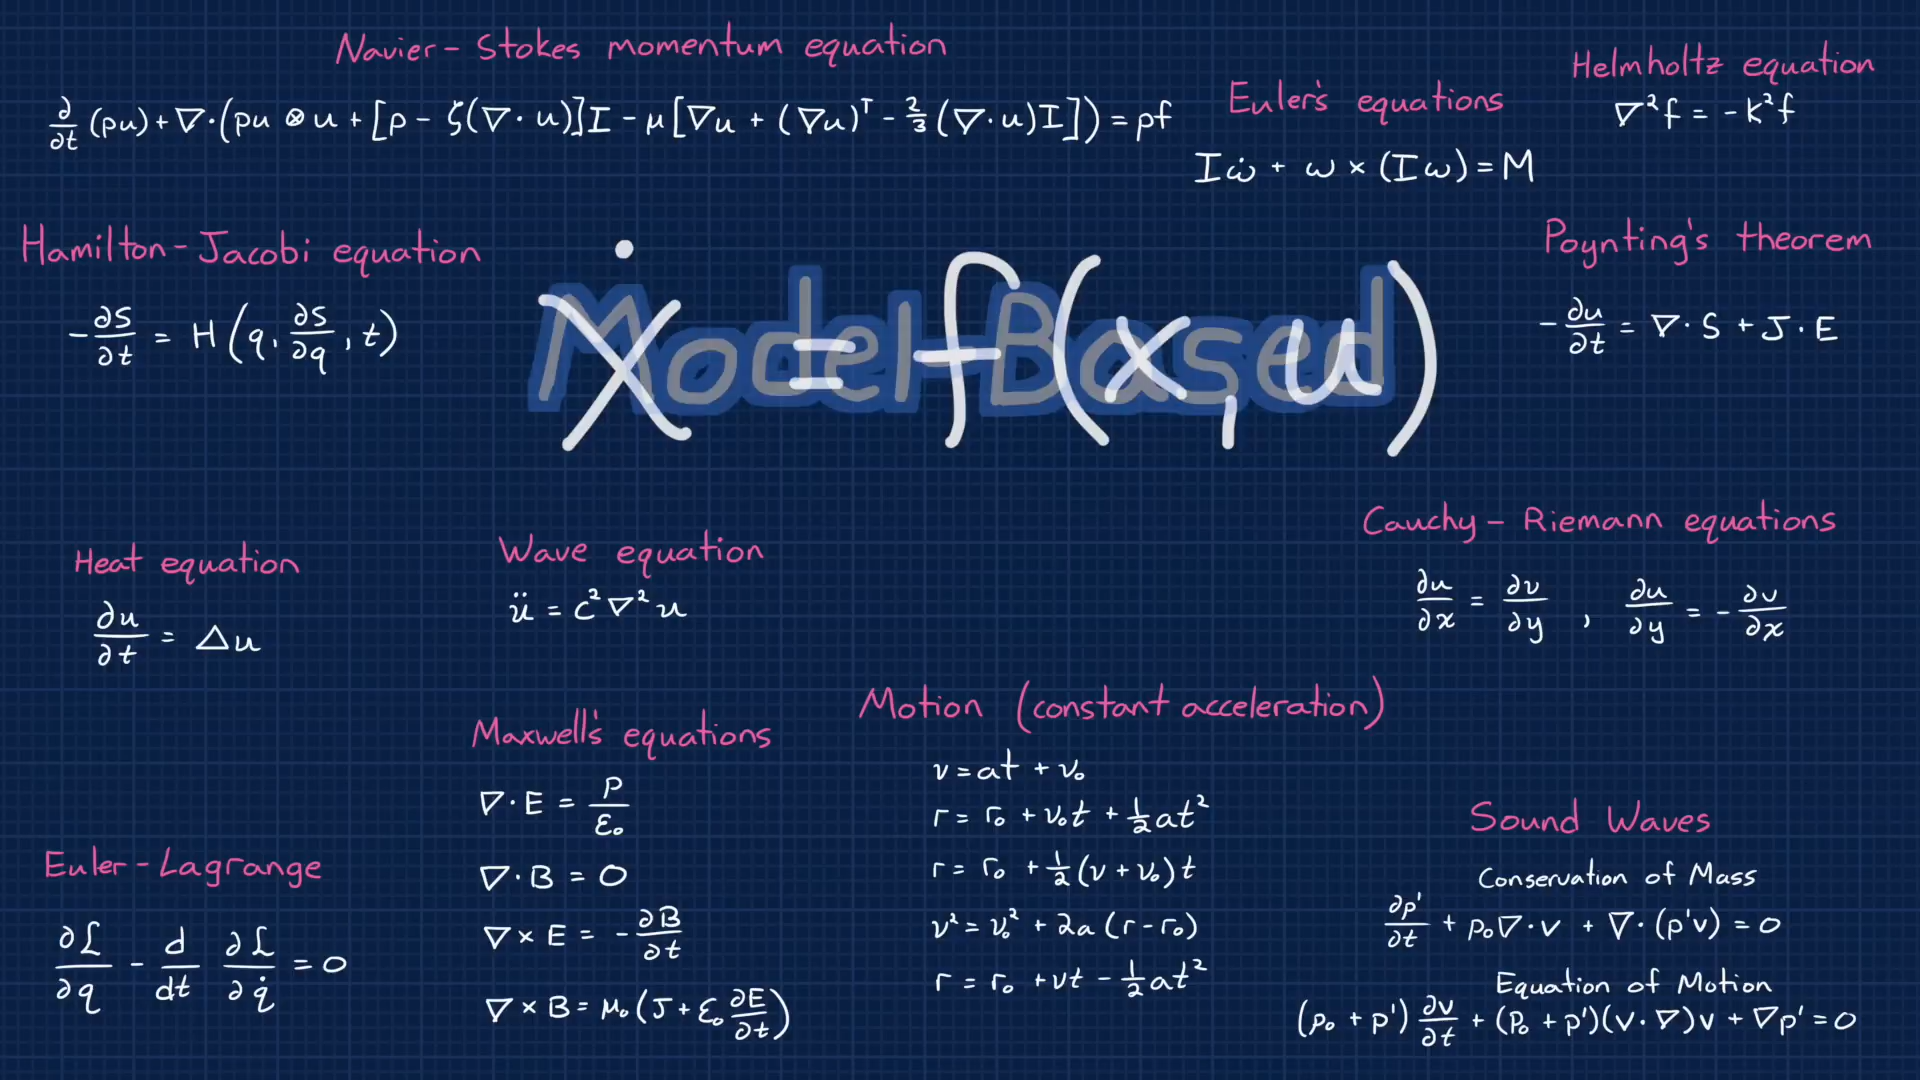 Navier-Stokes momentum equation
∂/∂t (ρu) + ∇·(ρu ⊗ u + [p - ζ(∇·u)]I - μ[∇u + (∇u)ᵀ - 2/3 (∇·u)I]) = ρf
Euler's equations
Iω̇ + ω × (Iω) = M
Helmholtz equation
∇²f = -k²f
Hamilton-Jacobi equation
-∂S/∂t = H(q, ∂S/∂q, t)
Model-Based
ẋ = f(x, u)
Poynting's theorem
-∂u/∂t = ∇·S + J·E
Heat equation
∂u/∂t = Δu
Wave equation
ü = c²∇²u
Cauchy-Riemann equations
∂u/∂x = ∂v/∂y , ∂u/∂y = -∂v/∂x
Maxwell's equations
∇·E = ρ/ε₀
∇·B = 0
∇×E = -∂B/∂t
∇×B = μ₀(J + ε₀ ∂E/∂t)
Motion (constant acceleration)
v = at + v₀
r = r₀ + v₀t + 1/2 at²
r = r₀ + 1/2 (v + v₀)t
v² = v₀² + 2a(r - r₀)
r = r₀ + vt - 1/2 at²
Euler-Lagrange
∂ℒ/∂q - d/dt ∂ℒ/∂q̇ = 0
Sound Waves
Conservation of Mass
∂ρ'/∂t + ρ₀∇·v + ∇·(ρ'v) = 0
Equation of Motion
(ρ₀ + ρ') ∂v/∂t + (ρ₀ + ρ')(v·∇)v + ∇p' = 0